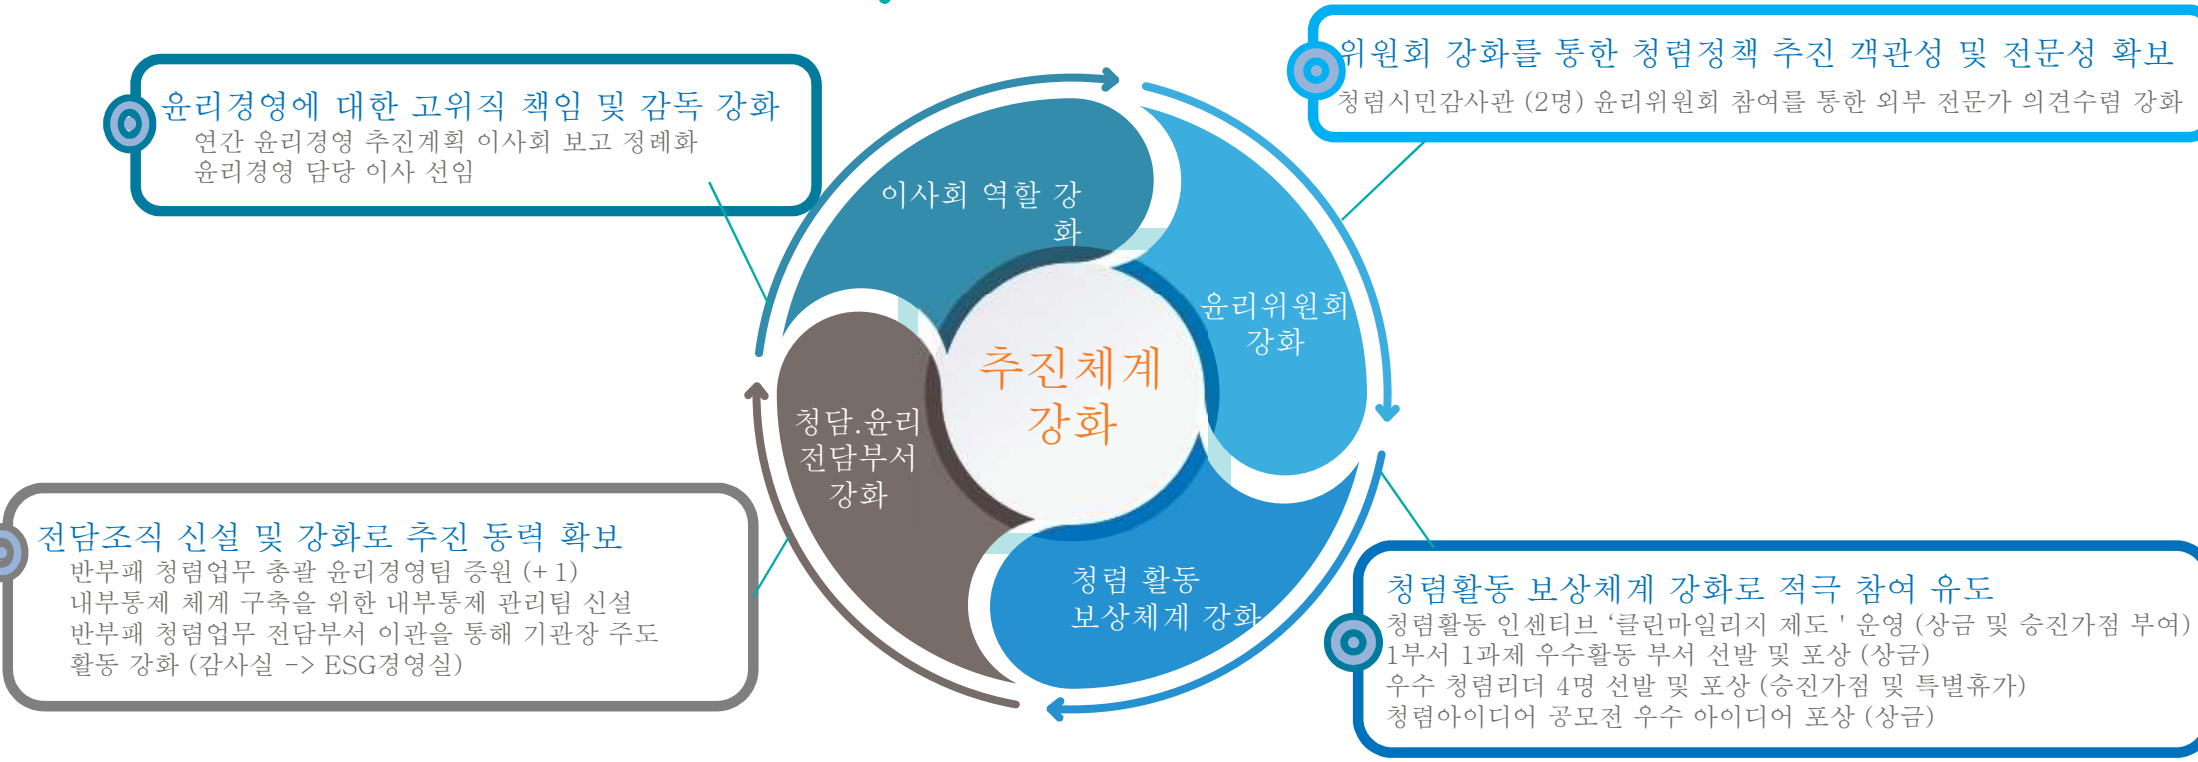 윤리경영에 대한 고위직 책임 및 감독 강화
연간 윤리경영 추진계획 이사회 보고 정례화
윤리경영 담당 이사 선임
위원회 강화를 통한 청렴정책 추진 객관성 및 전문성 확보
청렴시민감사관 (2명) 윤리위원회 참여를 통한 외부 전문가 의견수렴 강화
이사회 역할 강
화
윤리위원회
강화
추진체계
강화
청담.윤리
전담부서
강화
청렴 활동
보상체계 강화
전담조직 신설 및 강화로 추진 동력 확보
반부패 청렴업무 총괄 윤리경영팀 증원 (+ 1)
내부통제 체계 구축을 위한 내부통제 관리팀 신설
반부패 청렴업무 전담부서 이관을 통해 기관장 주도
활동 강화 (감사실 -> ESG경영실)
청렴활동 보상체계 강화로 적극 참여 유도
청렴활동 인센티브 ‘클린마일리지 제도 ' 운영 (상금 및 승진가점 부여)
1부서 1과제 우수활동 부서 선발 및 포상 (상금)
우수 청렴리더 4명 선발 및 포상 (승진가점 및 특별휴가)
청렴아이디어 공모전 우수 아이디어 포상 (상금)